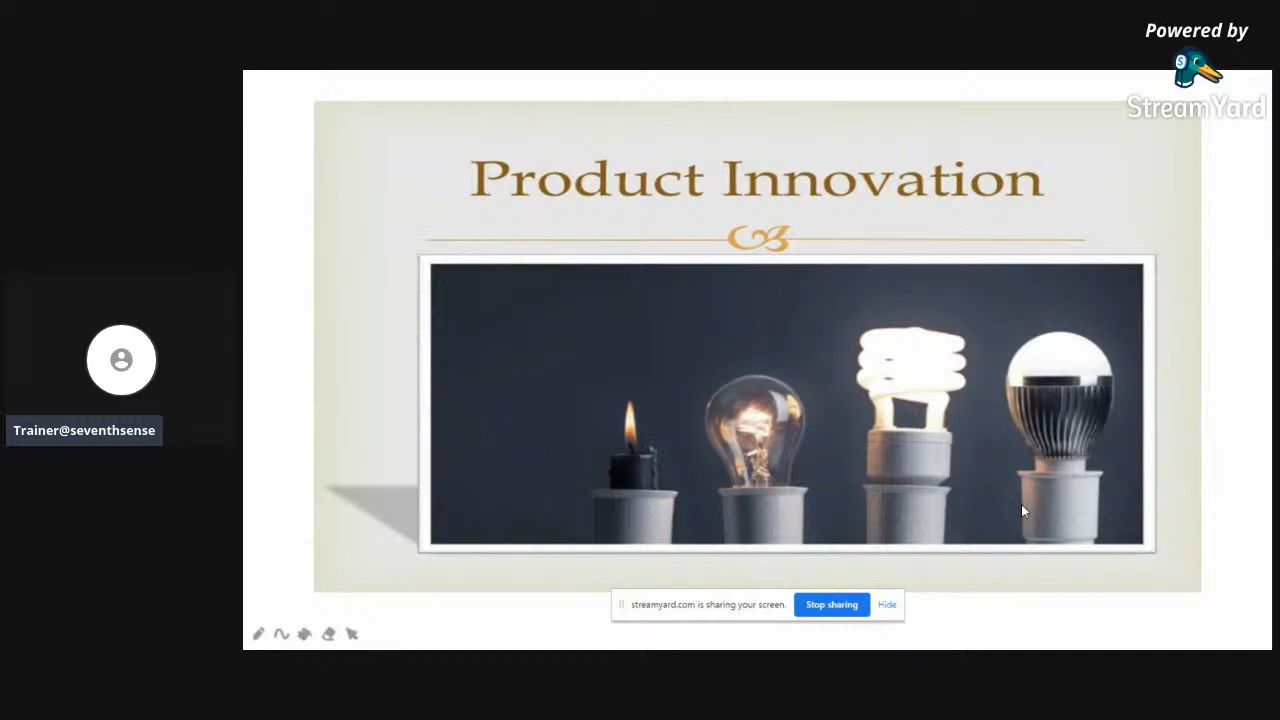 Powered by
StreamYard
Product Innovation
Trainer@seventhsense
streamyard.com is sharing your screen.
Stop sharing
Hide